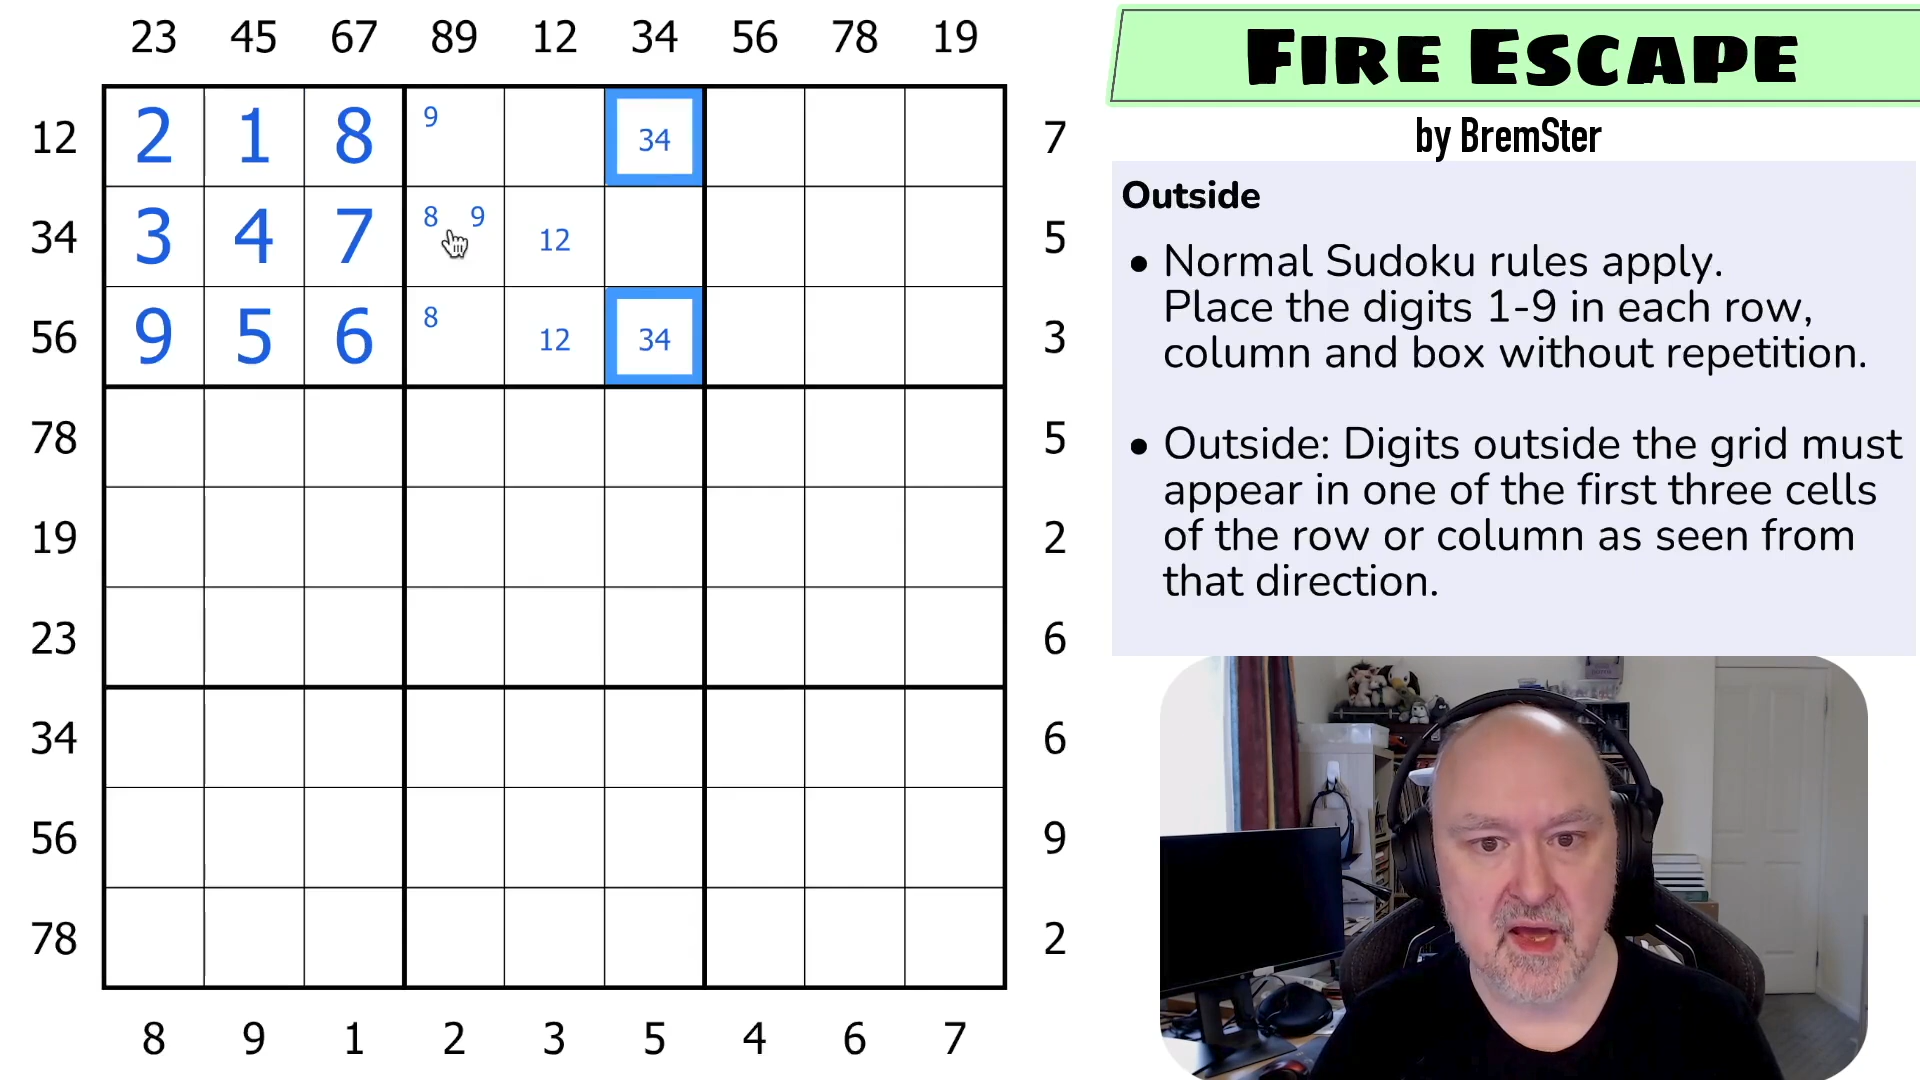 23 45 67 89 12 34 56 78 19
12 2 1 8 9 34 7
34 3 4 7 8 9 12 5
56 9 5 6 8 12 34 3
78 5
19 2
23 6
34 6
56 9
78 2
8 9 1 2 3 5 4 6 7
FIRE ESCAPE
by BremSter
Outside
• Normal Sudoku rules apply.
Place the digits 1-9 in each row,
column and box without repetition.
• Outside: Digits outside the grid must
appear in one of the first three cells
of the row or column as seen from
that direction.